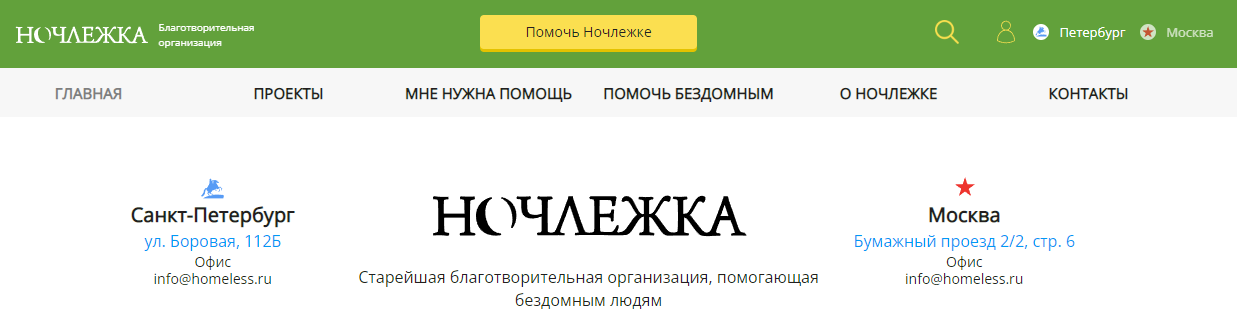 НОЧЛЕЖКА Благотворительная
организация
Помочь Ночлежке
Петербург Москва
ГЛАВНАЯ ПРОЕКТЫ МНЕ НУЖНА ПОМОЩЬ ПОМОЧЬ БЕЗДОМНЫМ О НОЧЛЕЖКЕ КОНТАКТЫ
Санкт-Петербург
ул. Боровая, 112Б
Офис
info@homeless.ru
НОЧЛЕЖКА
Старейшая благотворительная организация, помогающая
бездомным людям
Москва
Бумажный проезд 2/2, стр. 6
Офис
info@homeless.ru